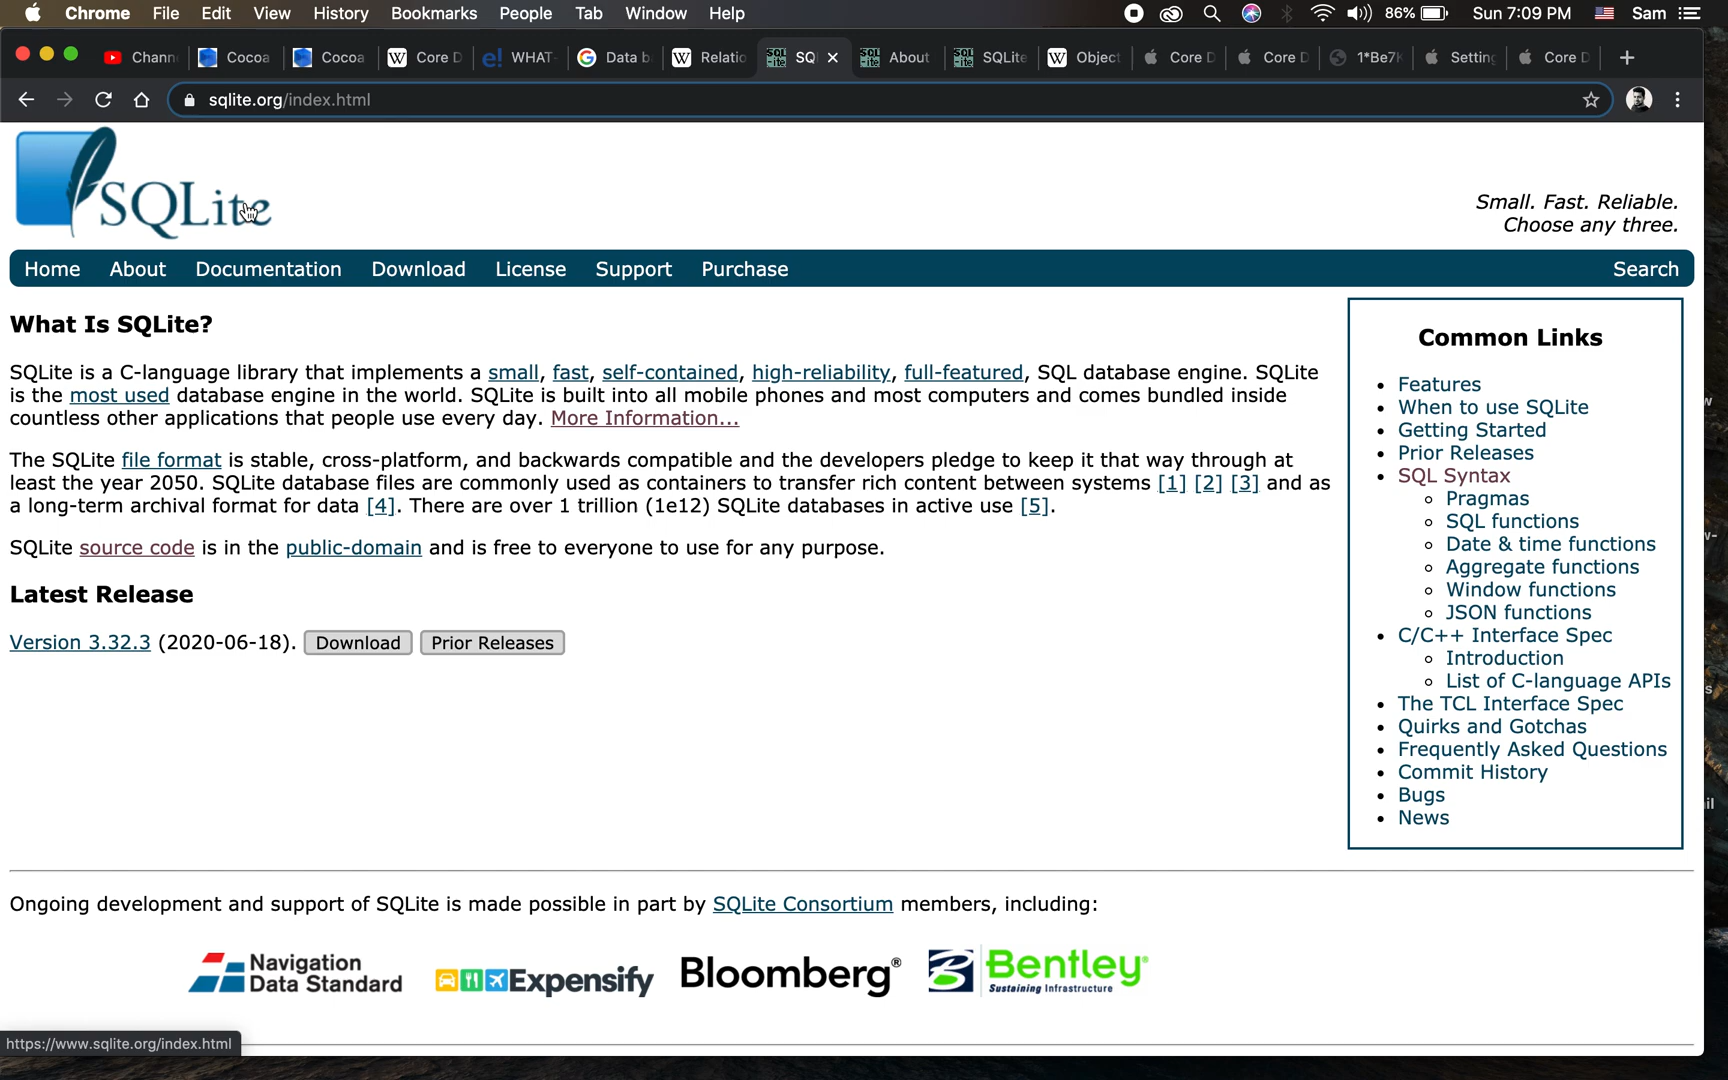 Chrome File Edit View History Bookmarks People Tab Window Help 86% Sun 7:09 PM Sam
Chann Cocoa Cocoa Core D WHAT- Data b Relatio SQ About SQLite Object Core D Core D 1*Be7 Setting Core D
sqlite.org/index.html
SQLite
Small. Fast. Reliable.
Choose any three.
Home About Documentation Download License Support Purchase Search
What Is SQLite?
SQLite is a C-language library that implements a small, fast, self-contained, high-reliability, full-featured, SQL database engine. SQLite
is the most used database engine in the world. SQLite is built into all mobile phones and most computers and comes bundled inside
countless other applications that people use every day. More Information...
The SQLite file format is stable, cross-platform, and backwards compatible and the developers pledge to keep it that way through at
least the year 2050. SQLite database files are commonly used as containers to transfer rich content between systems [1] [2] [3] and as
a long-term archival format for data [4]. There are over 1 trillion (1e12) SQLite databases in active use [5].
SQLite source code is in the public-domain and is free to everyone to use for any purpose.
Latest Release
Version 3.32.3 (2020-06-18). Download Prior Releases
Common Links
Features
When to use SQLite
Getting Started
Prior Releases
SQL Syntax
Pragmas
SQL functions
Date & time functions
Aggregate functions
Window functions
JSON functions
C/C++ Interface Spec
Introduction
List of C-language APIs
The TCL Interface Spec
Quirks and Gotchas
Frequently Asked Questions
Commit History
Bugs
News
Ongoing development and support of SQLite is made possible in part by SQLite Consortium members, including:
Navigation
Data Standard
Expensify
Bloomberg®
Bentley®
Sustaining Infrastructure
https://www.sqlite.org/index.html